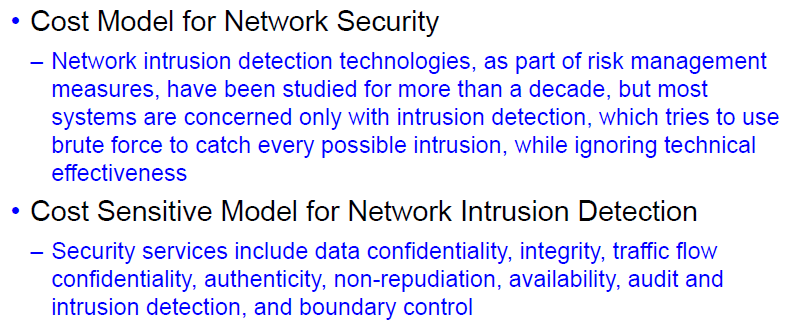 • Cost Model for Network Security
– Network intrusion detection technologies, as part of risk management
measures, have been studied for more than a decade, but most
systems are concerned only with intrusion detection, which tries to use
brute force to catch every possible intrusion, while ignoring technical
effectiveness
• Cost Sensitive Model for Network Intrusion Detection
– Security services include data confidentiality, integrity, traffic flow
confidentiality, authenticity, non-repudiation, availability, audit and
intrusion detection, and boundary control